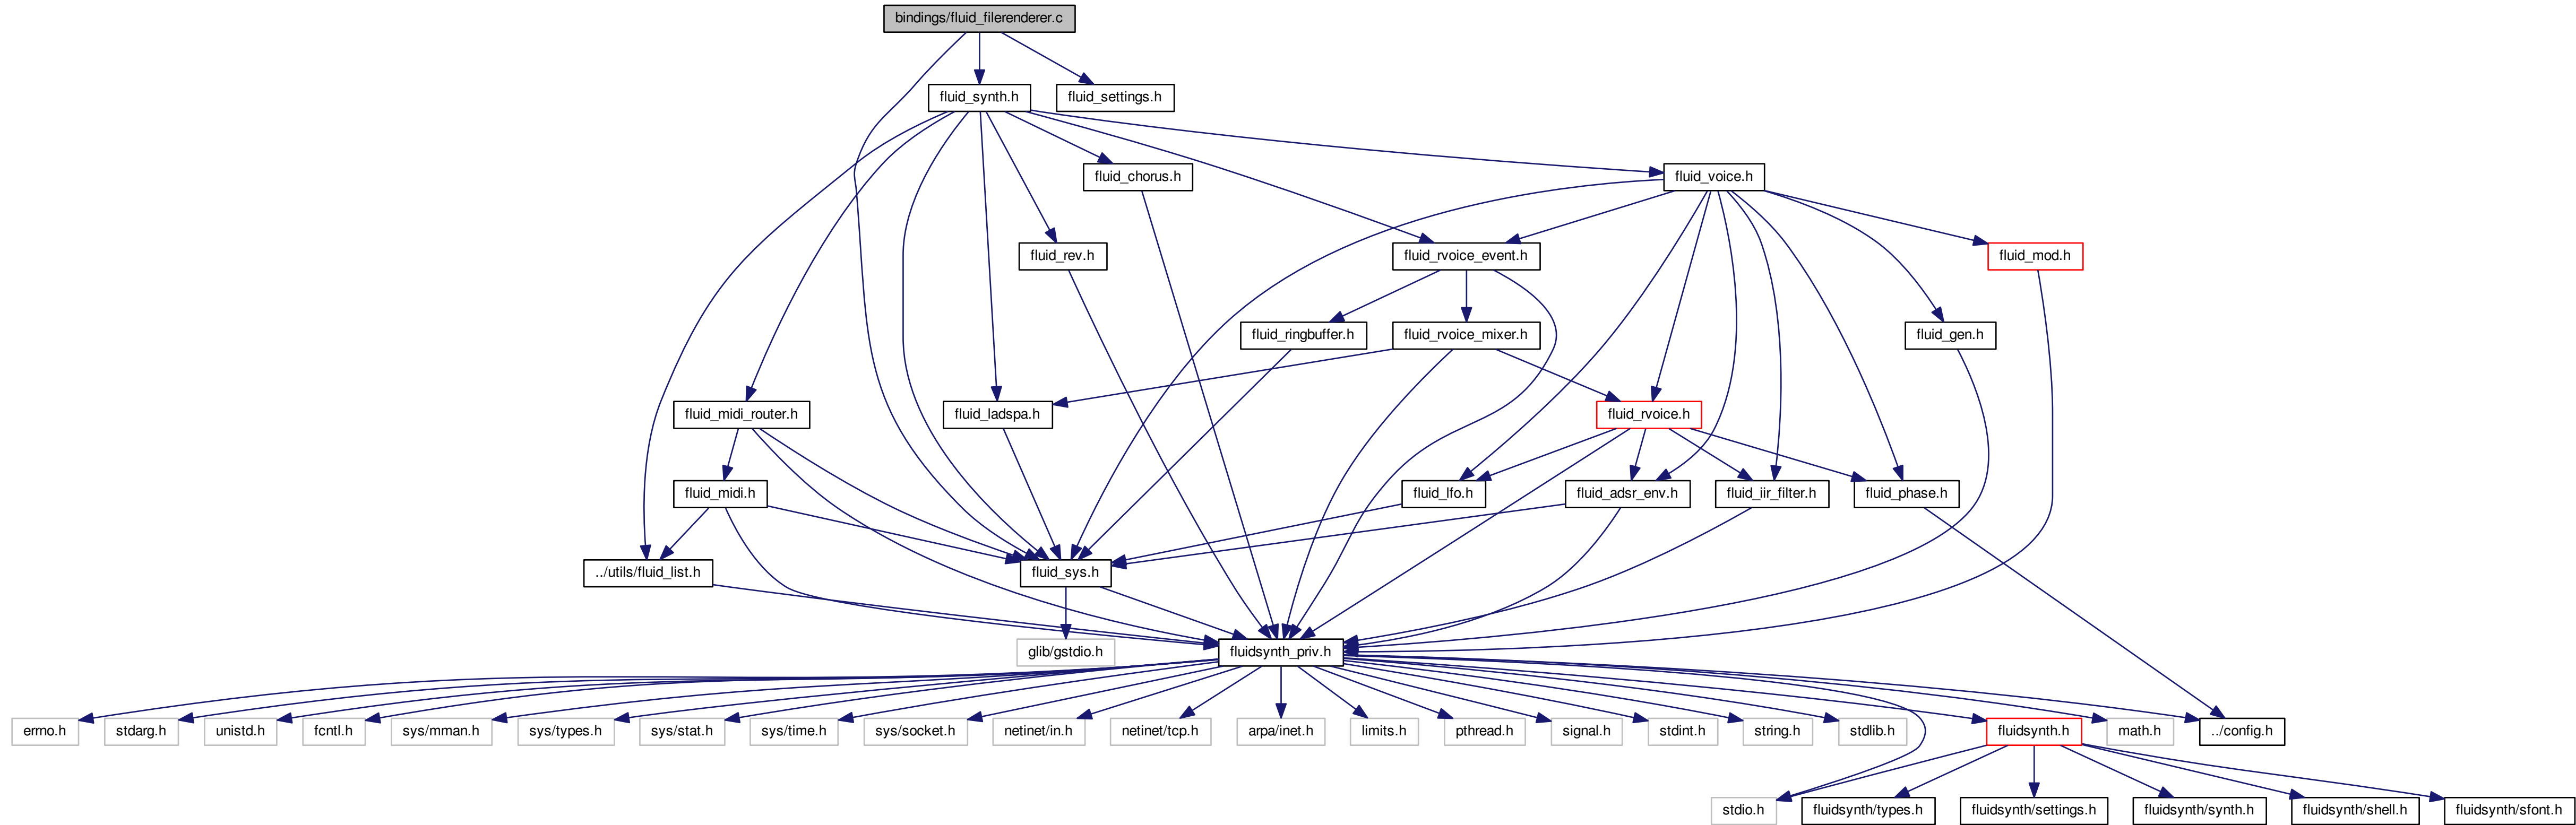 bindings/fluid_filerenderer.c
fluid_synth.h
fluid_settings.h
fluid_chorus.h
fluid_voice.h
fluid_rev.h
fluid_rvoice_event.h
fluid_mod.h
fluid_ringbuffer.h
fluid_rvoice_mixer.h
fluid_gen.h
fluid_midi_router.h
fluid_ladspa.h
fluid_rvoice.h
fluid_midi.h
fluid_lfo.h
fluid_adsr_env.h
fluid_iir_filter.h
fluid_phase.h
../utils/fluid_list.h
fluid_sys.h
glib/gstdio.h
fluidsynth_priv.h
errno.h
stdarg.h
unistd.h
fcntl.h
sys/mman.h
sys/types.h
sys/stat.h
sys/time.h
sys/socket.h
netinet/in.h
netinet/tcp.h
arpa/inet.h
limits.h
pthread.h
signal.h
stdint.h
string.h
stdlib.h
fluidsynth.h
math.h
../config.h
stdio.h
fluidsynth/types.h
fluidsynth/settings.h
fluidsynth/synth.h
fluidsynth/shell.h
fluidsynth/sfont.h